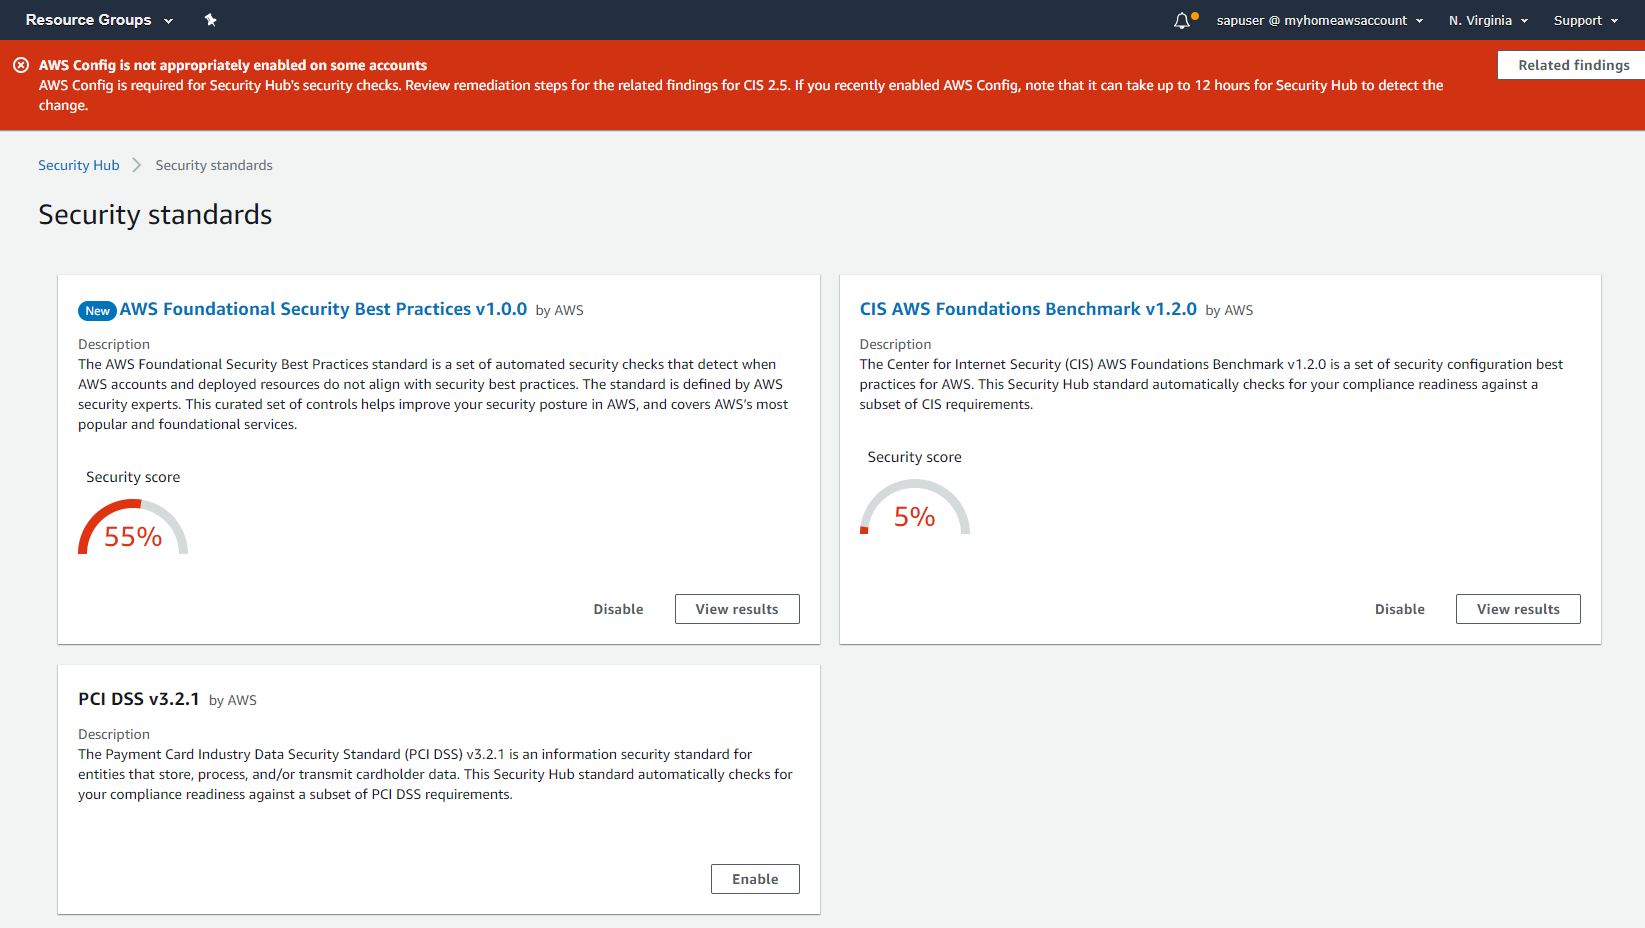 Resource Groups
sapuser @ myhomeawsaccount
N. Virginia
Support
AWS Config is not appropriately enabled on some accounts
AWS Config is required for Security Hub's security checks. Review remediation steps for the related findings for CIS 2.5. If you recently enabled AWS Config, note that it can take up to 12 hours for Security Hub to detect the
change.
Related findings
Security Hub
Security standards
Security standards
New AWS Foundational Security Best Practices v1.0.0 by AWS
Description
The AWS Foundational Security Best Practices standard is a set of automated security checks that detect when
AWS accounts and deployed resources do not align with security best practices. The standard is defined by AWS
security experts. This curated set of controls helps improve your security posture in AWS, and covers AWS’s most
popular and foundational services.
Security score
55%
Disable
View results
CIS AWS Foundations Benchmark v1.2.0 by AWS
Description
The Center for Internet Security (CIS) AWS Foundations Benchmark v1.2.0 is a set of security configuration best
practices for AWS. This Security Hub standard automatically checks for your compliance readiness against a
subset of CIS requirements.
Security score
5%
Disable
View results
PCI DSS v3.2.1 by AWS
Description
The Payment Card Industry Data Security Standard (PCI DSS) v3.2.1 is an information security standard for
entities that store, process, and/or transmit cardholder data. This Security Hub standard automatically checks for
your compliance readiness against a subset of PCI DSS requirements.
Enable